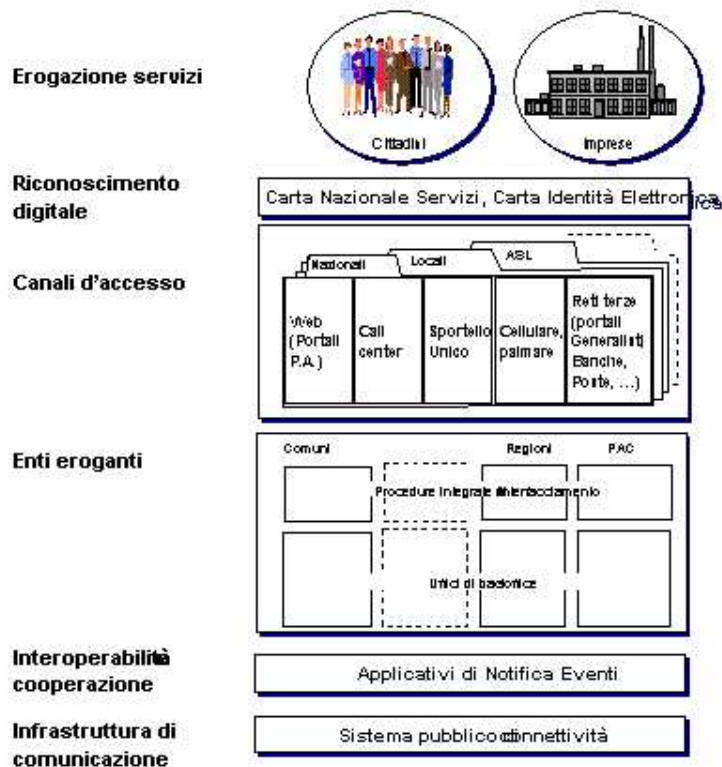 Erogazione servizi
Cittadini
Imprese
Riconoscimento
digitale
Carta Nazionale Servizi, Carta Identità Elettronica
Canali d'accesso
Nazionali
Locali
ASL
Web
(Portali
P.A.)
Call
center
Sportello
Unico
Cellulare,
palmare
Reti terze
(portali
Generalisti
Banche,
Poste, ...)
Enti eroganti
Comuni
Regioni
PAC
Procedure integrate
Uffici di
Interoperabilità
cooperazione
Applicativi di Notifica Eventi
Infrastruttura di
comunicazione
Sistema pubblico connettività